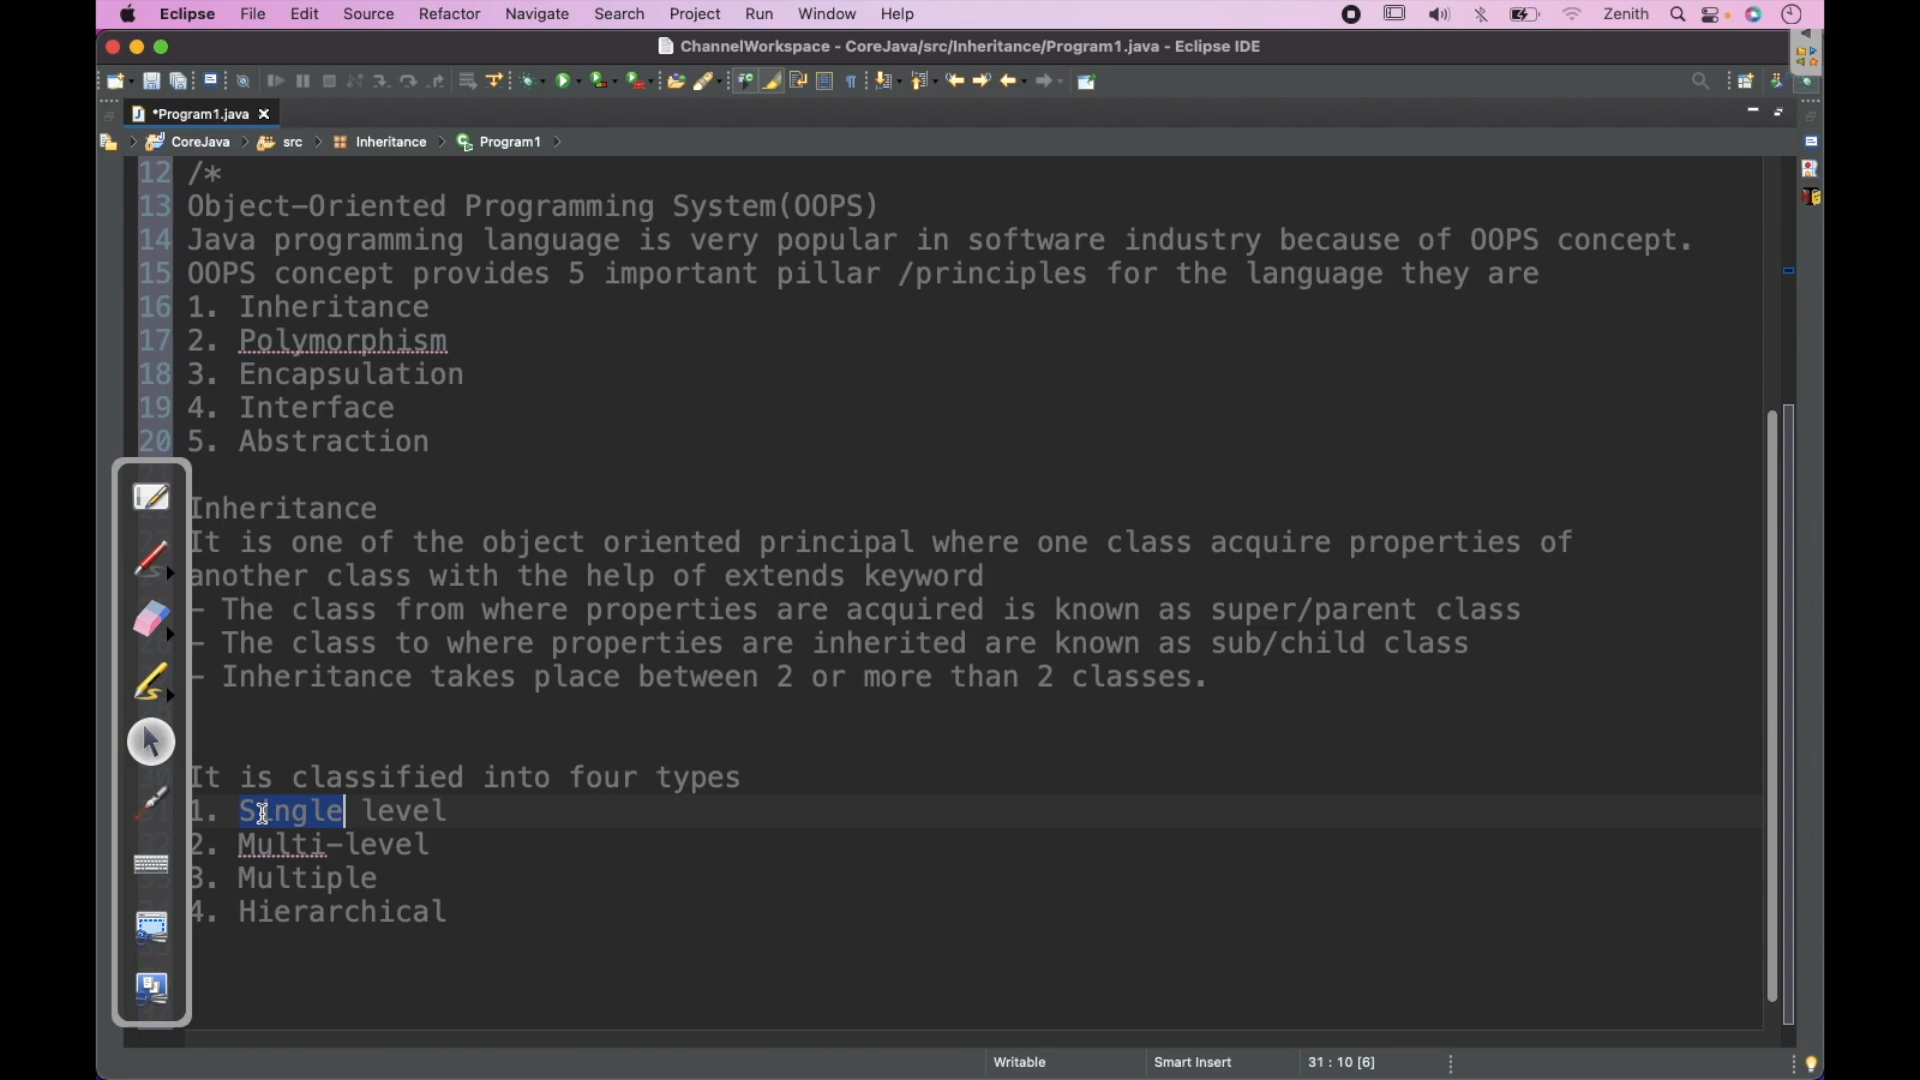 Eclipse File Edit Source Refactor Navigate Search Project Run Window Help Zenith
ChannelWorkspace - CoreJava/src/Inheritance/Program1.java - Eclipse IDE
*Program1.java
CoreJava src Inheritance Program1
12 /*
13 Object-Oriented Programming System(OOPS)
14 Java programming language is very popular in software industry because of OOPS concept.
15 OOPS concept provides 5 important pillar /principles for the language they are
16 1. Inheritance
17 2. Polymorphism
18 3. Encapsulation
19 4. Interface
20 5. Abstraction
Inheritance
It is one of the object oriented principal where one class acquire properties of
another class with the help of extends keyword
- The class from where properties are acquired is known as super/parent class
- The class to where properties are inherited are known as sub/child class
- Inheritance takes place between 2 or more than 2 classes.
It is classified into four types
1. Single level
2. Multi-level
3. Multiple
4. Hierarchical
Writable Smart Insert 31 : 10 [6]